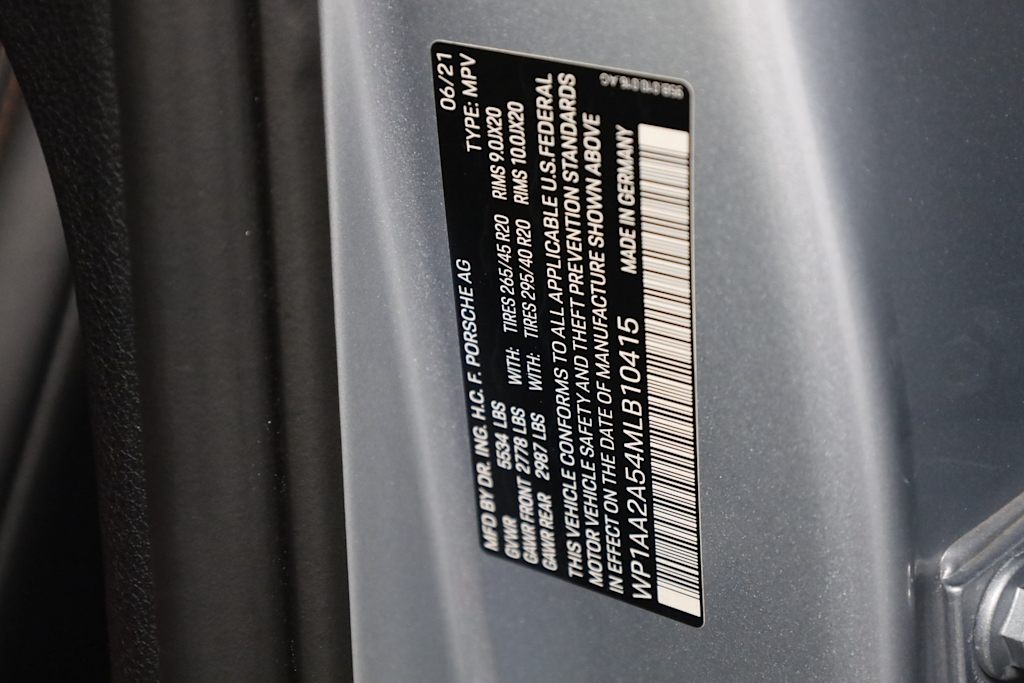 MFD BY DR. ING. H.C. F. PORSCHE AG 06/21
TYPE: MPV
GVWR 5534 LBS
GAWR FRONT 2778 LBS WITH: TIRES 265/45 R20 RIMS 9.0JX20
GAWR REAR 2987 LBS WITH: TIRES 295/40 R20 RIMS 10.0JX20
THIS VEHICLE CONFORMS TO ALL APPLICABLE U.S. FEDERAL
MOTOR VEHICLE SAFETY AND THEFT PREVENTION STANDARDS
IN EFFECT ON THE DATE OF MANUFACTURE SHOWN ABOVE
WP1AA2A54MLB10415 MADE IN GERMANY